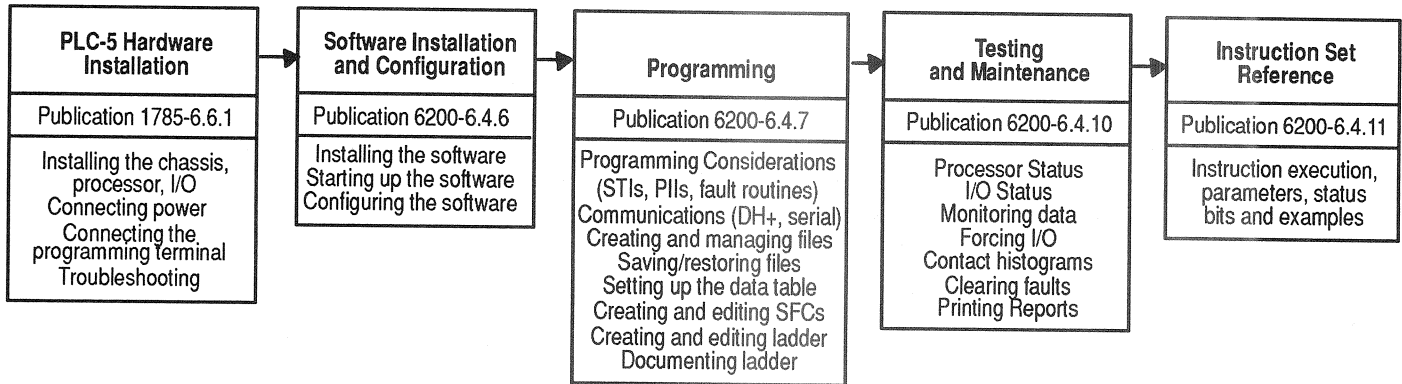 PLC-5 Hardware
Installation
Publication 1785-6.6.1
Installing the chassis,
processor, I/O
Connecting power
Connecting the
programming terminal
Troubleshooting
Software Installation
and Configuration
Publication 6200-6.4.6
Installing the software
Starting up the software
Configuring the software
Programming
Publication 6200-6.4.7
Programming Considerations
(STIs, PIIs, fault routines)
Communications (DH+, serial)
Creating and managing files
Saving/restoring files
Setting up the data table
Creating and editing SFCs
Creating and editing ladder
Documenting ladder
Testing
and Maintenance
Publication 6200-6.4.10
Processor Status
I/O Status
Monitoring data
Forcing I/O
Contact histograms
Clearing faults
Printing Reports
Instruction Set
Reference
Publication 6200-6.4.11
Instruction execution,
parameters, status
bits and examples